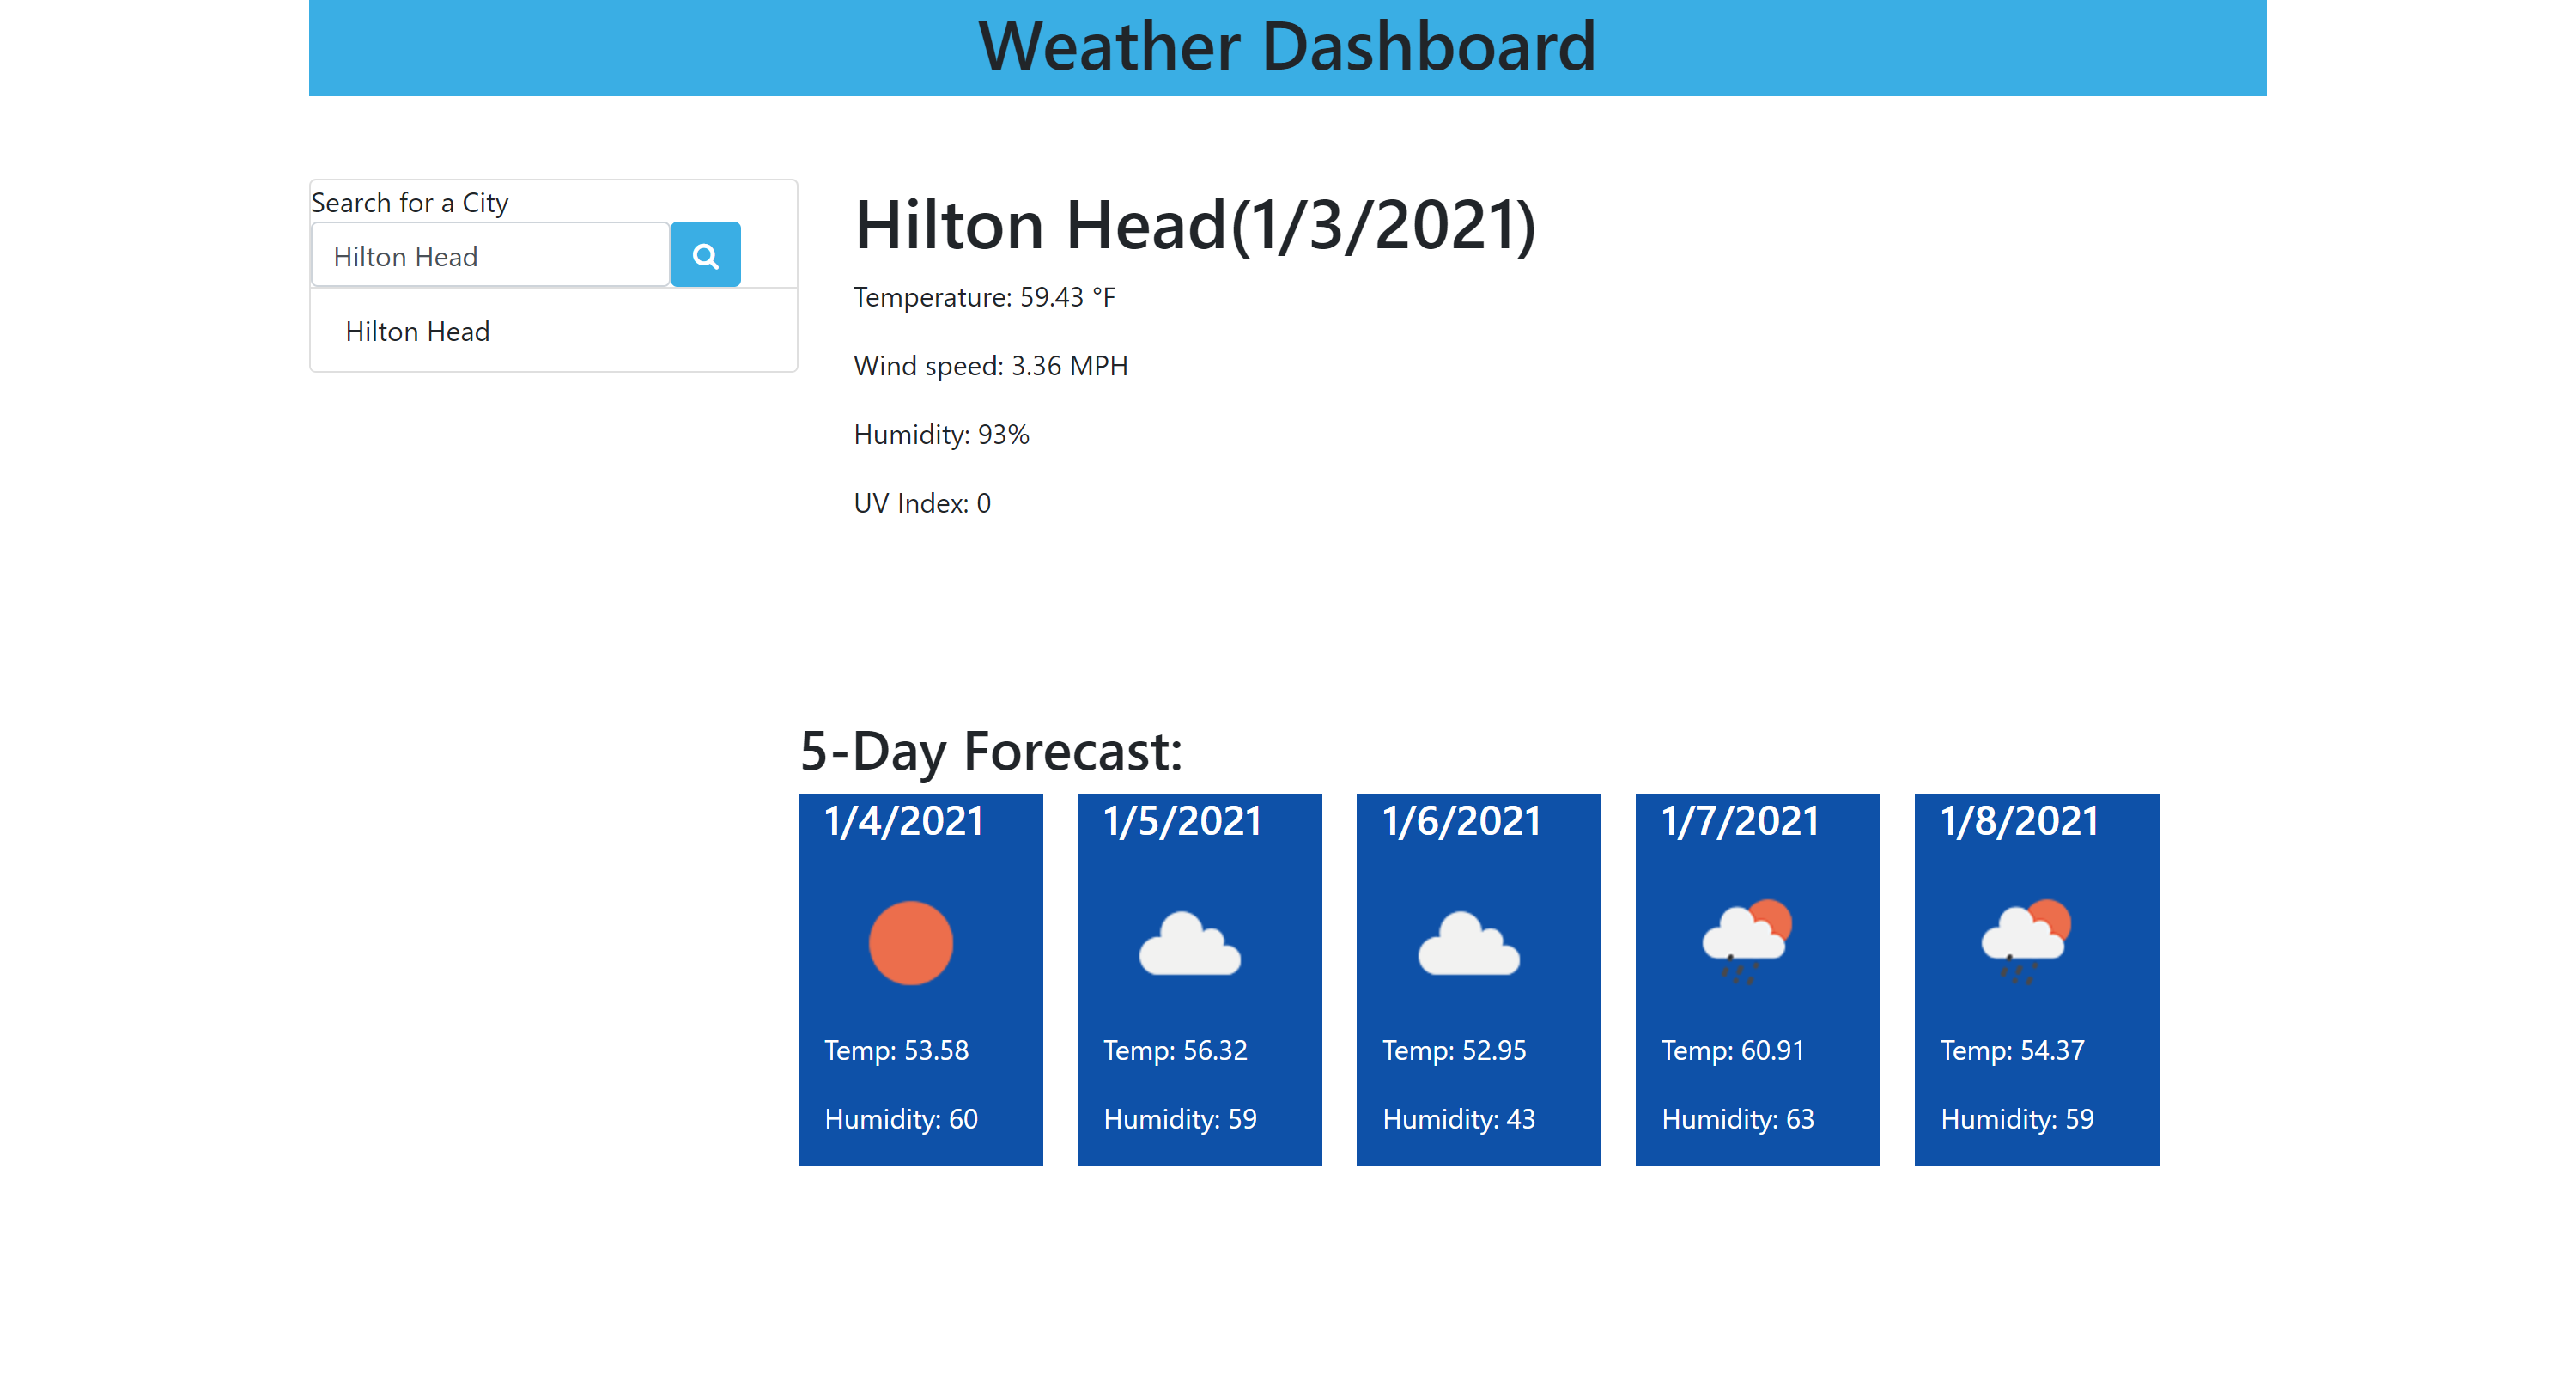 Weather Dashboard
Search for a City
Hilton Head
Hilton Head
Hilton Head(1/3/2021)
Temperature: 59.43 °F
Wind speed: 3.36 MPH
Humidity: 93%
UV Index: 0
5-Day Forecast:
1/4/2021
Temp: 53.58
Humidity: 60
1/5/2021
Temp: 56.32
Humidity: 59
1/6/2021
Temp: 52.95
Humidity: 43
1/7/2021
Temp: 60.91
Humidity: 63
1/8/2021
Temp: 54.37
Humidity: 59